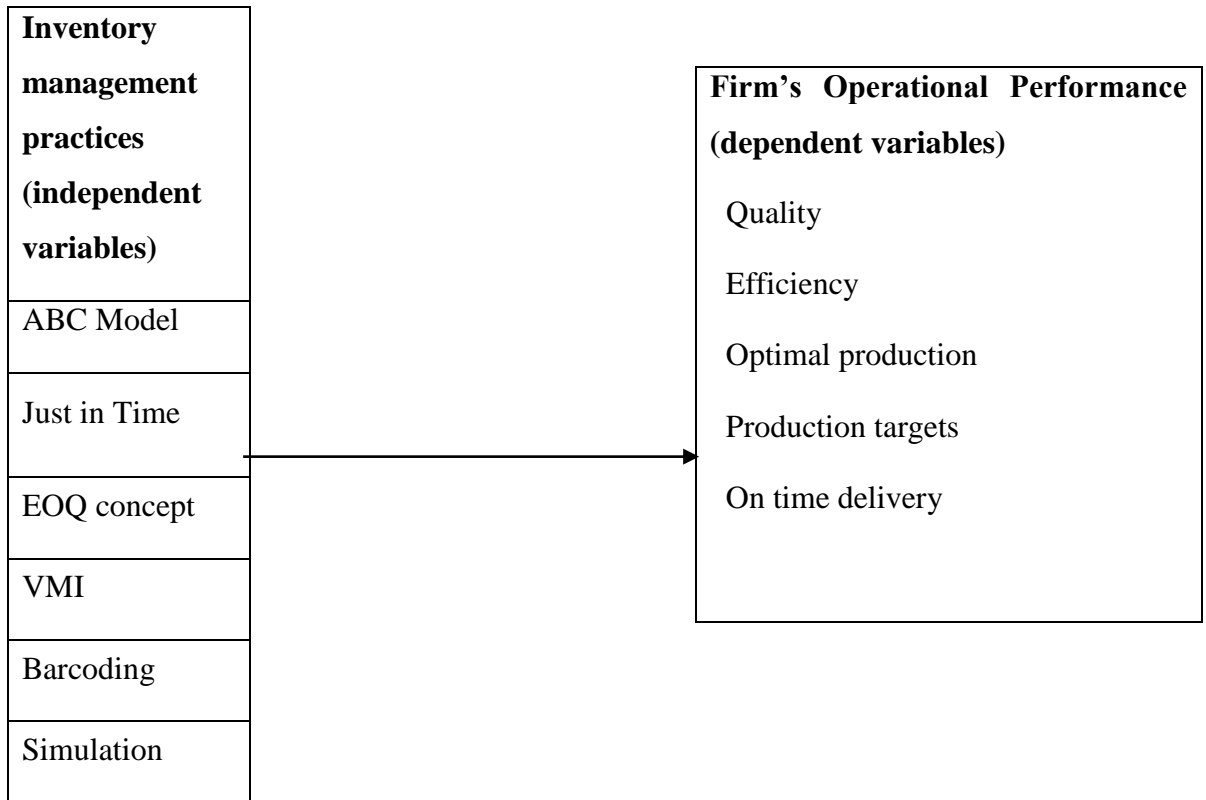 Inventory
management
practices
(independent
variables)
ABC Model
Just in Time
EOQ concept
VMI
Barcoding
Simulation
Firm’s Operational Performance
(dependent variables)
Quality
Efficiency
Optimal production
Production targets
On time delivery